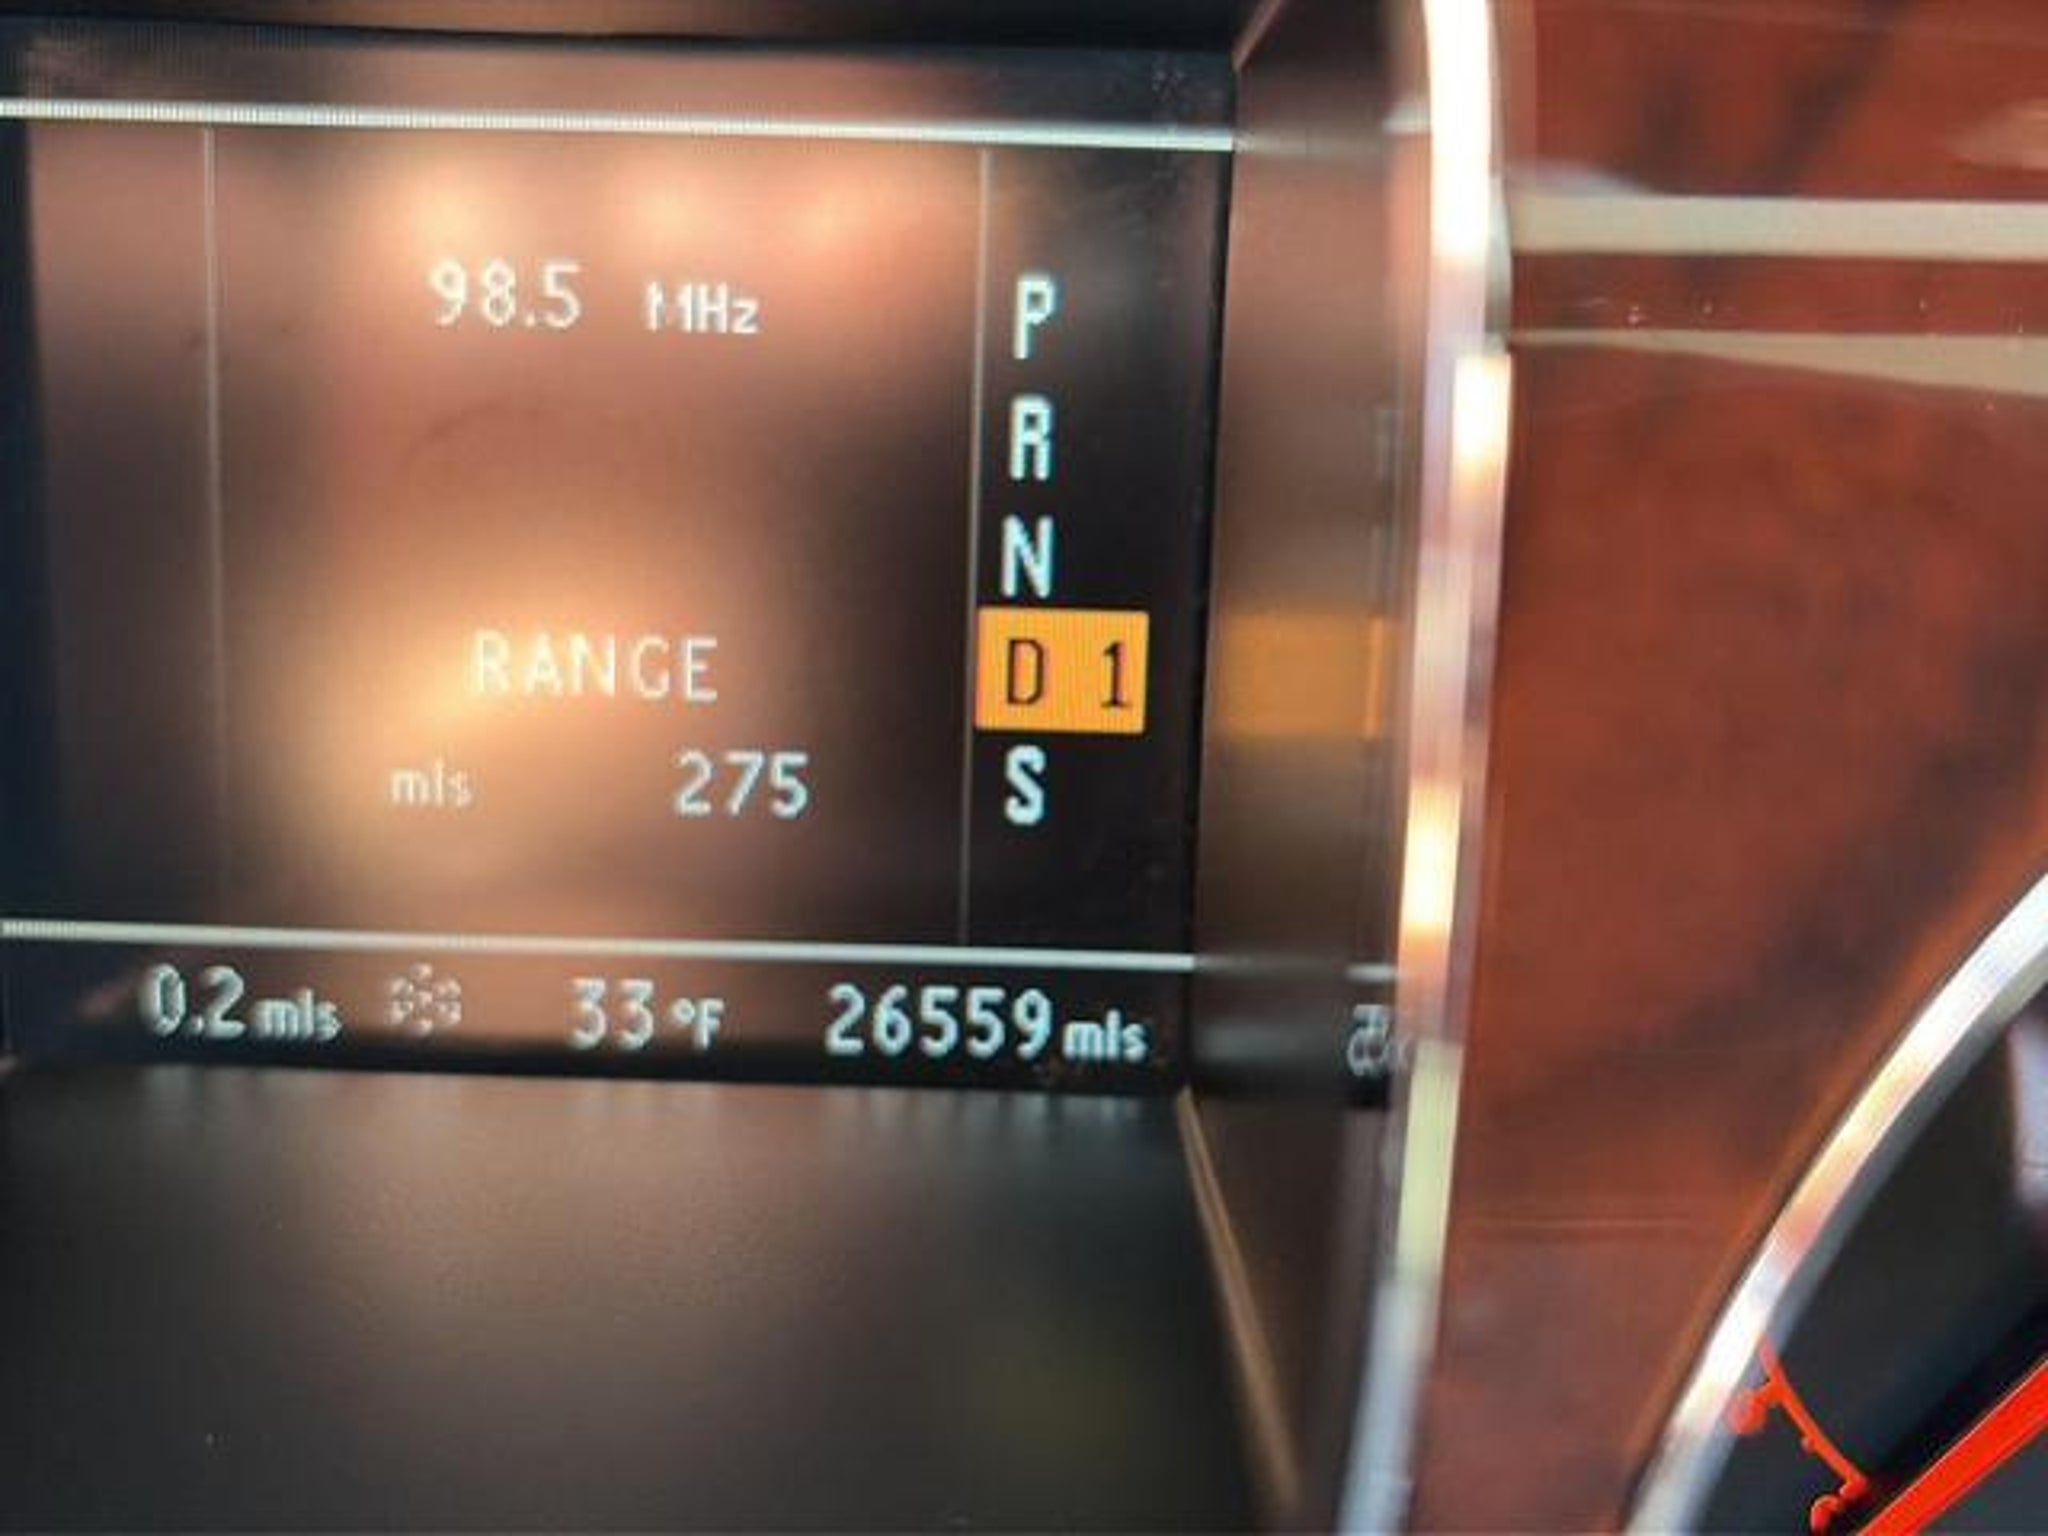 98.5 MHz
P
R
N
RANGE
D 1
mls 275
S
0.2 mls 33 °F 26559 mls